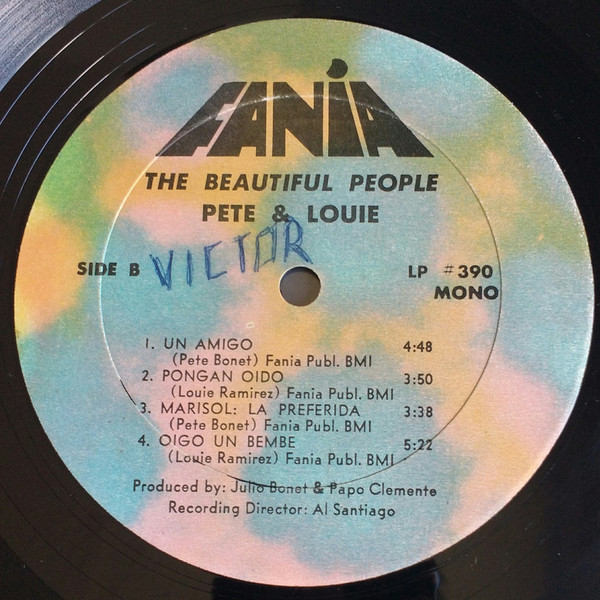 FANIA
THE BEAUTIFUL PEOPLE
PETE & LOUIE
SIDE B VICTOR LP #390
MONO
1. UN AMIGO 4:48
(Pete Bonet) Fania Publ. BMI
2. PONGAN OIDO 3:50
(Louie Ramirez) Fania Publ. BMI
3. MARISOL: LA PREFERIDA 3:38
(Pete Bonet) Fania Publ. BMI
4. OIGO UN BEMBE 5:22
(Louie Ramirez) Fania Publ. BMI
Produced by: Julio Bonet & Papo Clemente
Recording Director: Al Santiago